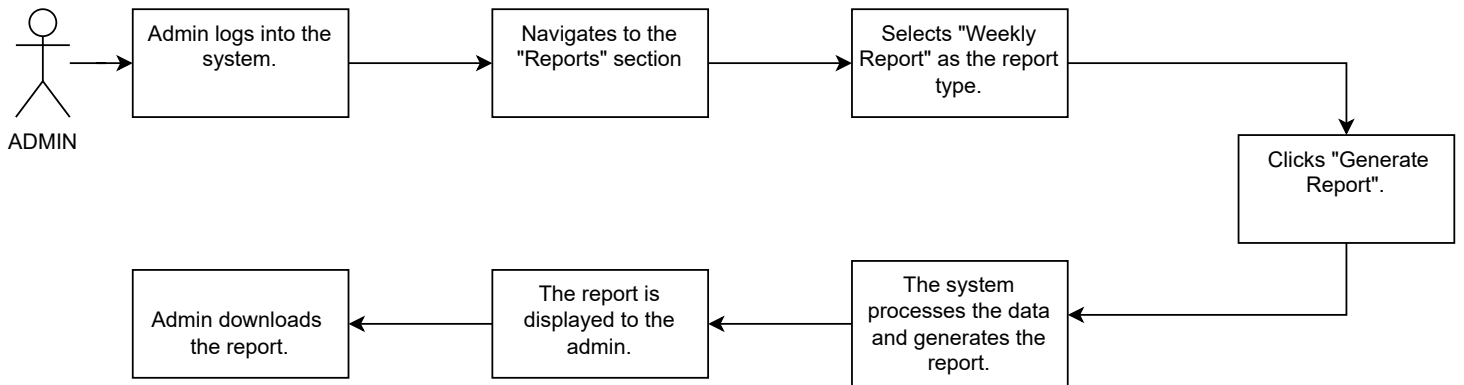 Admin logs into the
system.
Navigates to the
"Reports" section
Selects "Weekly
Report" as the report
type.
ADMIN
Clicks "Generate
Report".
The system
processes the data
and generates the
report.
The report is
displayed to the
admin.
Admin downloads
the report.